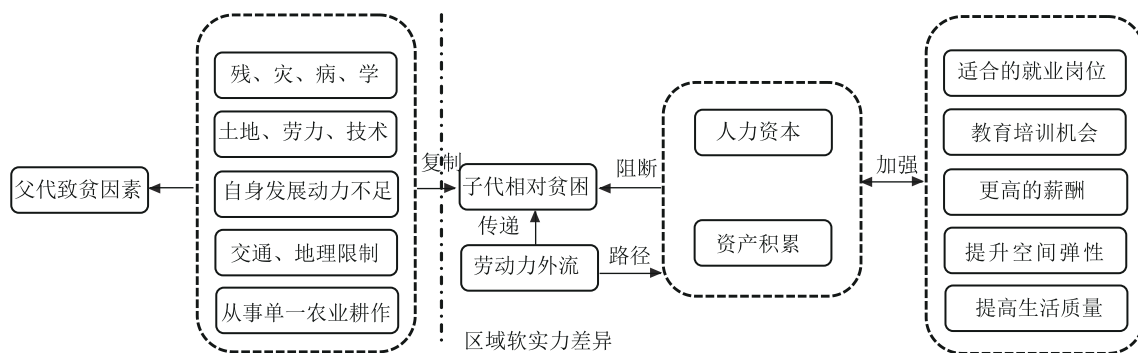 父代致贫因素
残、灾、病、学
土地、劳力、技术
自身发展动力不足
交通、地理限制
从事单一农业耕作
复制
子代相对贫困
传递
劳动力外流
区域软实力差异
阻断
路径
人力资本
资产积累
加强
适合的就业岗位
教育培训机会
更高的薪酬
提升空间弹性
提高生活质量